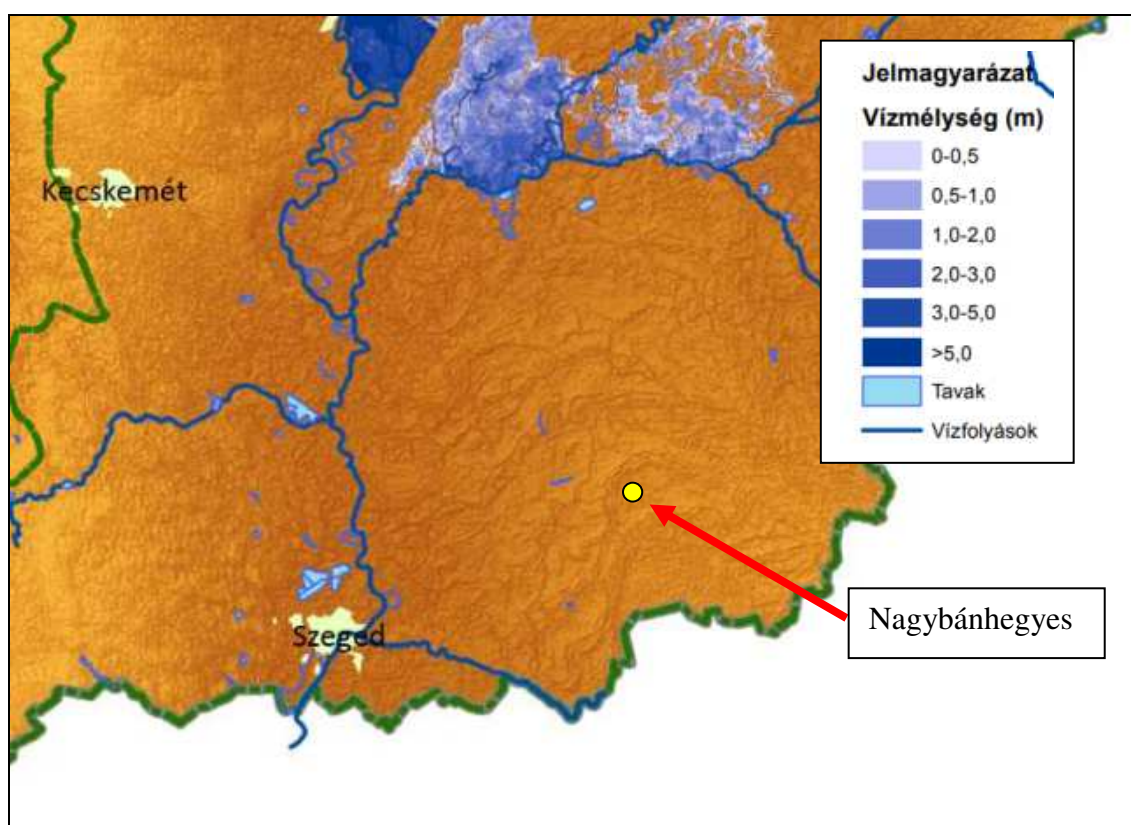 Jelmagyarázat
Vízmélység (m)
0-0,5
0,5-1,0
1,0-2,0
2,0-3,0
3,0-5,0
>5,0
Tavak
Vízfolyások
Kecskemét
Szeged
Nagybánhegyes